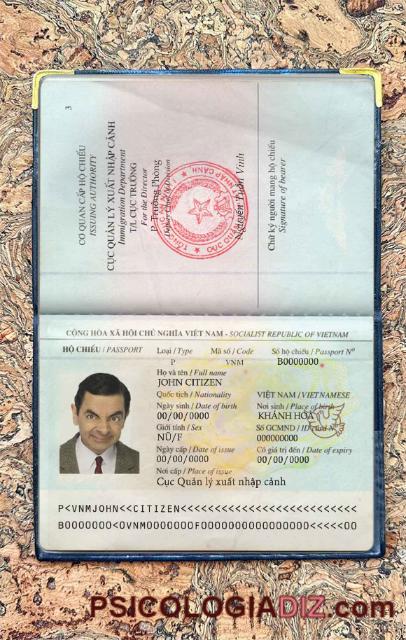 3
CƠ QUAN CẤP HỘ CHIẾU
ISSUING AUTHORITY
CỤC QUẢN LÝ XUẤT NHẬP CẢNH
Immigration Department
T/L CỤC TRƯỞNG
For the Director
P. Trưởng Phòng
Nguyễn Tuấn Vinh
Chữ ký người mang hộ chiếu
Signature of bearer
CỘNG HÒA XÃ HỘI CHỦ NGHĨA VIỆT NAM - SOCIALIST REPUBLIC OF VIETNAM
HỘ CHIẾU / PASSPORT Loại / Type Mã số / Code Số hộ chiếu / Passport Nº
P VNM B0000000
Họ và tên / Full name
JOHN CITIZEN
Quốc tịch / Nationality VIỆT NAM / VIETNAMESE
Ngày sinh / Date of birth Nơi sinh / Place of birth
00/00/0000 KHÁNH HÒA
Giới tính / Sex Số GCMND / ID card Nº
NỮ/F 000000000
Ngày cấp / Date of issue Có giá trị đến / Date of expiry
00/00/0000 00/00/0000
Nơi cấp / Place of issue
Cục Quản lý xuất nhập cảnh
P<VNMJOHN<<CITIZEN<<<<<<<<<<<<<<<<<<<<<<<<<<
B0000000<0VNM0000000F0000000000000000<<<<<00
PSICOLOGIADIZ.com